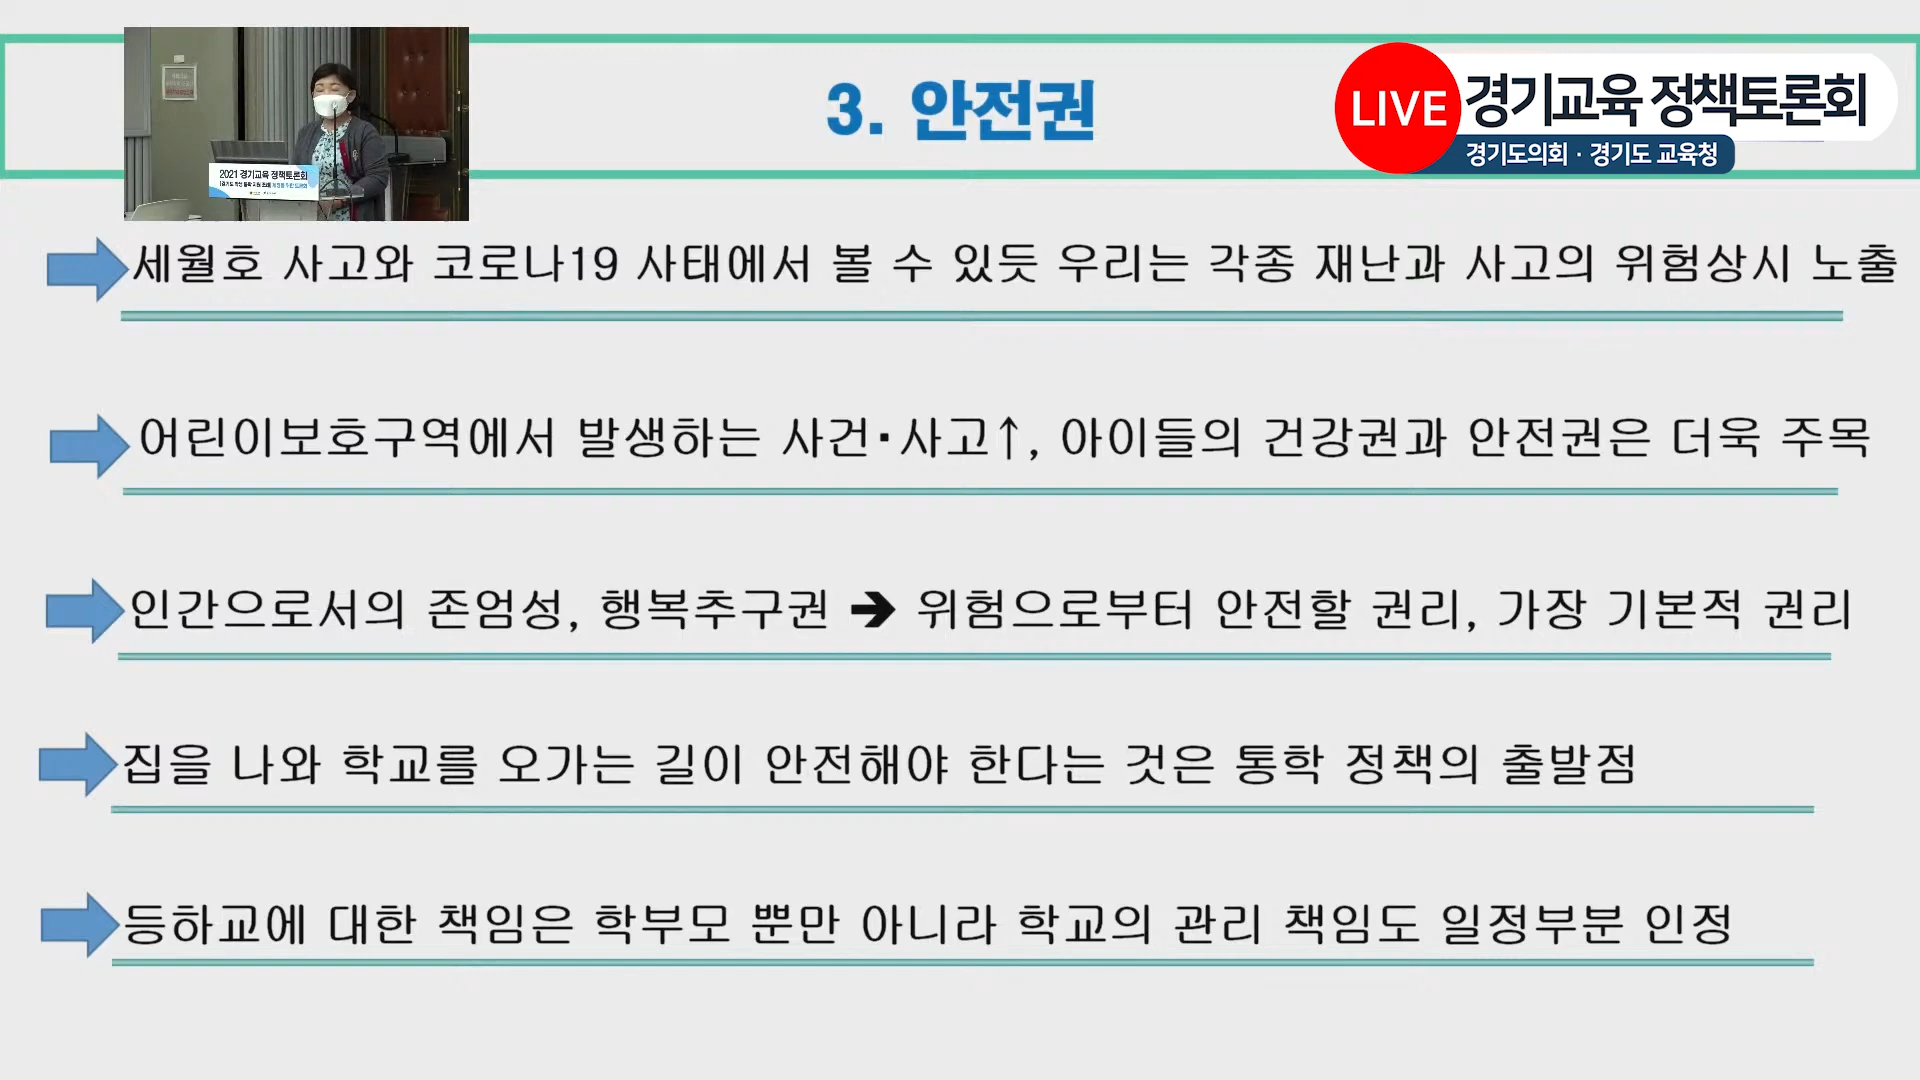 3. 안전권
LIVE 경기교육 정책토론회
경기도의회 · 경기도 교육청
2021 경기교육 정책토론회
세월호 사고와 코로나19 사태에서 볼 수 있듯 우리는 각종 재난과 사고의 위험상시 노출
어린이보호구역에서 발생하는 사건·사고↑, 아이들의 건강권과 안전권은 더욱 주목
인간으로서의 존엄성, 행복추구권 ➔ 위험으로부터 안전할 권리, 가장 기본적 권리
집을 나와 학교를 오가는 길이 안전해야 한다는 것은 통학 정책의 출발점
등하교에 대한 책임은 학부모 뿐만 아니라 학교의 관리 책임도 일정부분 인정